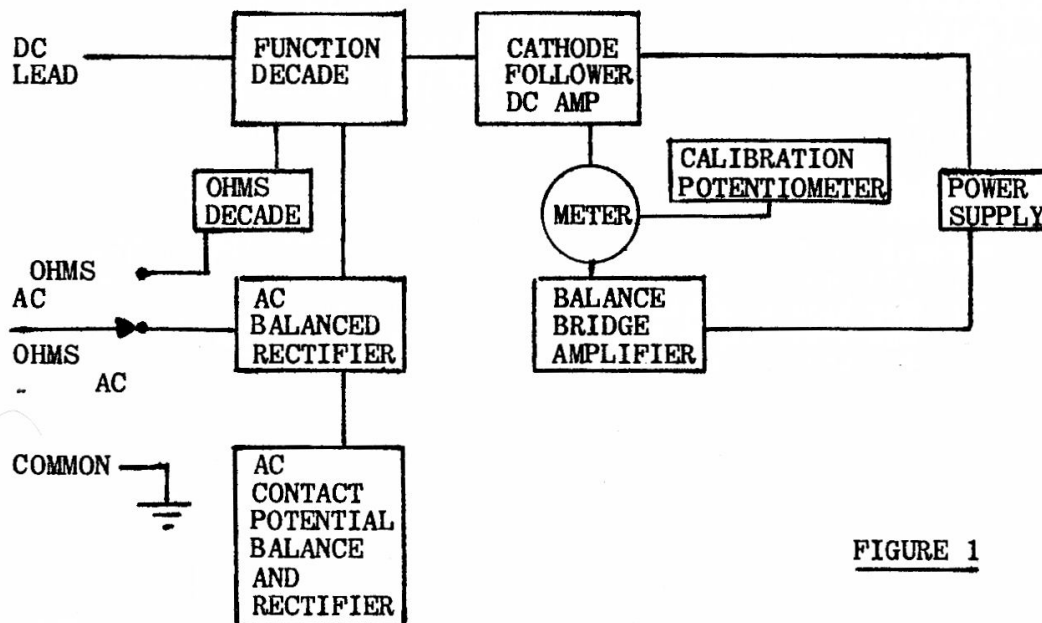 DC
LEAD
FUNCTION
DECADE
CATHODE
FOLLOWER
DC AMP
OHMS
DECADE
METER
CALIBRATION
POTENTIOMETER
POWER
SUPPLY
OHMS
AC
OHMS
AC
AC
BALANCED
RECTIFIER
BALANCE
BRIDGE
AMPLIFIER
COMMON
AC
CONTACT
POTENTIAL
BALANCE
AND
RECTIFIER
FIGURE 1